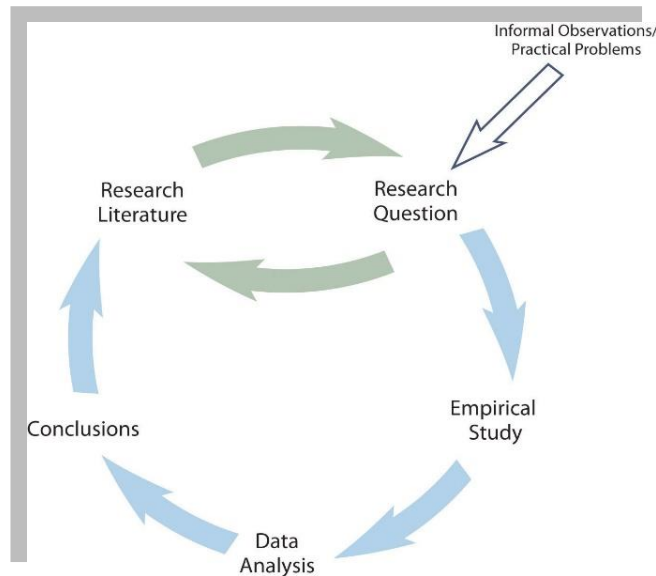 Informal Observations/
Practical Problems
Research
Literature
Research
Question
Empirical
Study
Conclusions
Data
Analysis